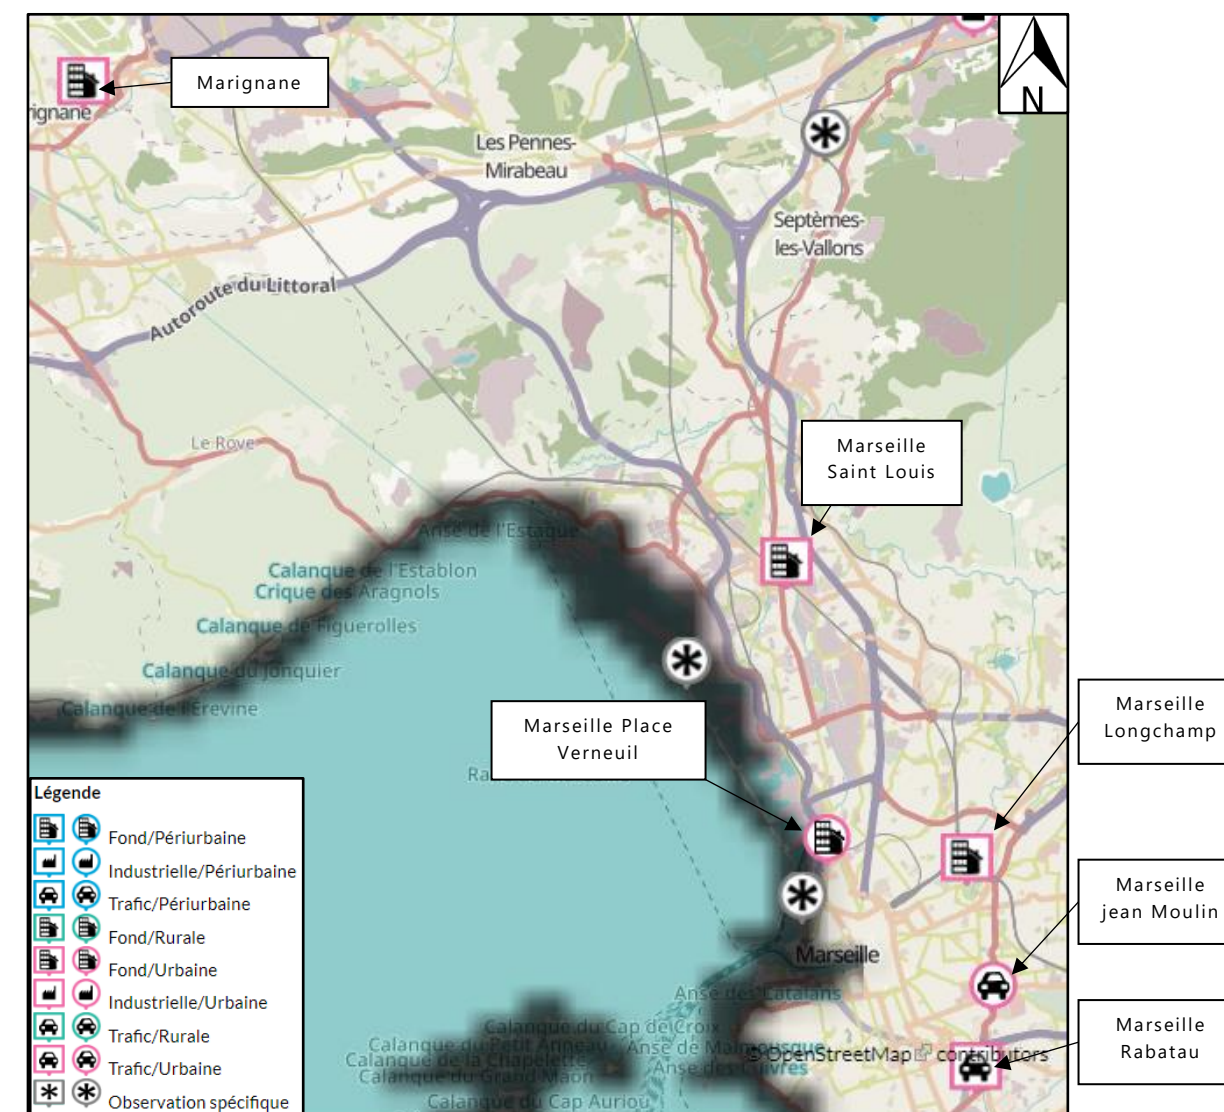 N
Marignane
rignane
Les Pennes-
Mirabeau
Septèmes-
les-Vallons
Autoroute du Littoral
Le Rove
Marseille
Saint Louis
Anse de l'Estaque
Calanque de l'Establon
Crique des Aragnols
Calanque de Figuerolles
Calanque du Jonquier
Calanque de l'Érevine
Marseille Place
Verneuil
Marseille
Longchamp
Ra
Marseille
jean Moulin
Marseille
Anse des Catalans
Marseille
Rabatau
Calanque du Cap de Croix
Calanque du Petit Anneau
Anse de Malmousque
Calanque de la Chapelette
Anse des Cuivres
Calanque du Grand Maon
Calanque du Cap Auriou
© OpenStreetMap contributors
Légende
Fond/Périurbaine
Industrielle/Périurbaine
Trafic/Périurbaine
Fond/Rurale
Fond/Urbaine
Industrielle/Urbaine
Trafic/Rurale
Trafic/Urbaine
Observation spécifique